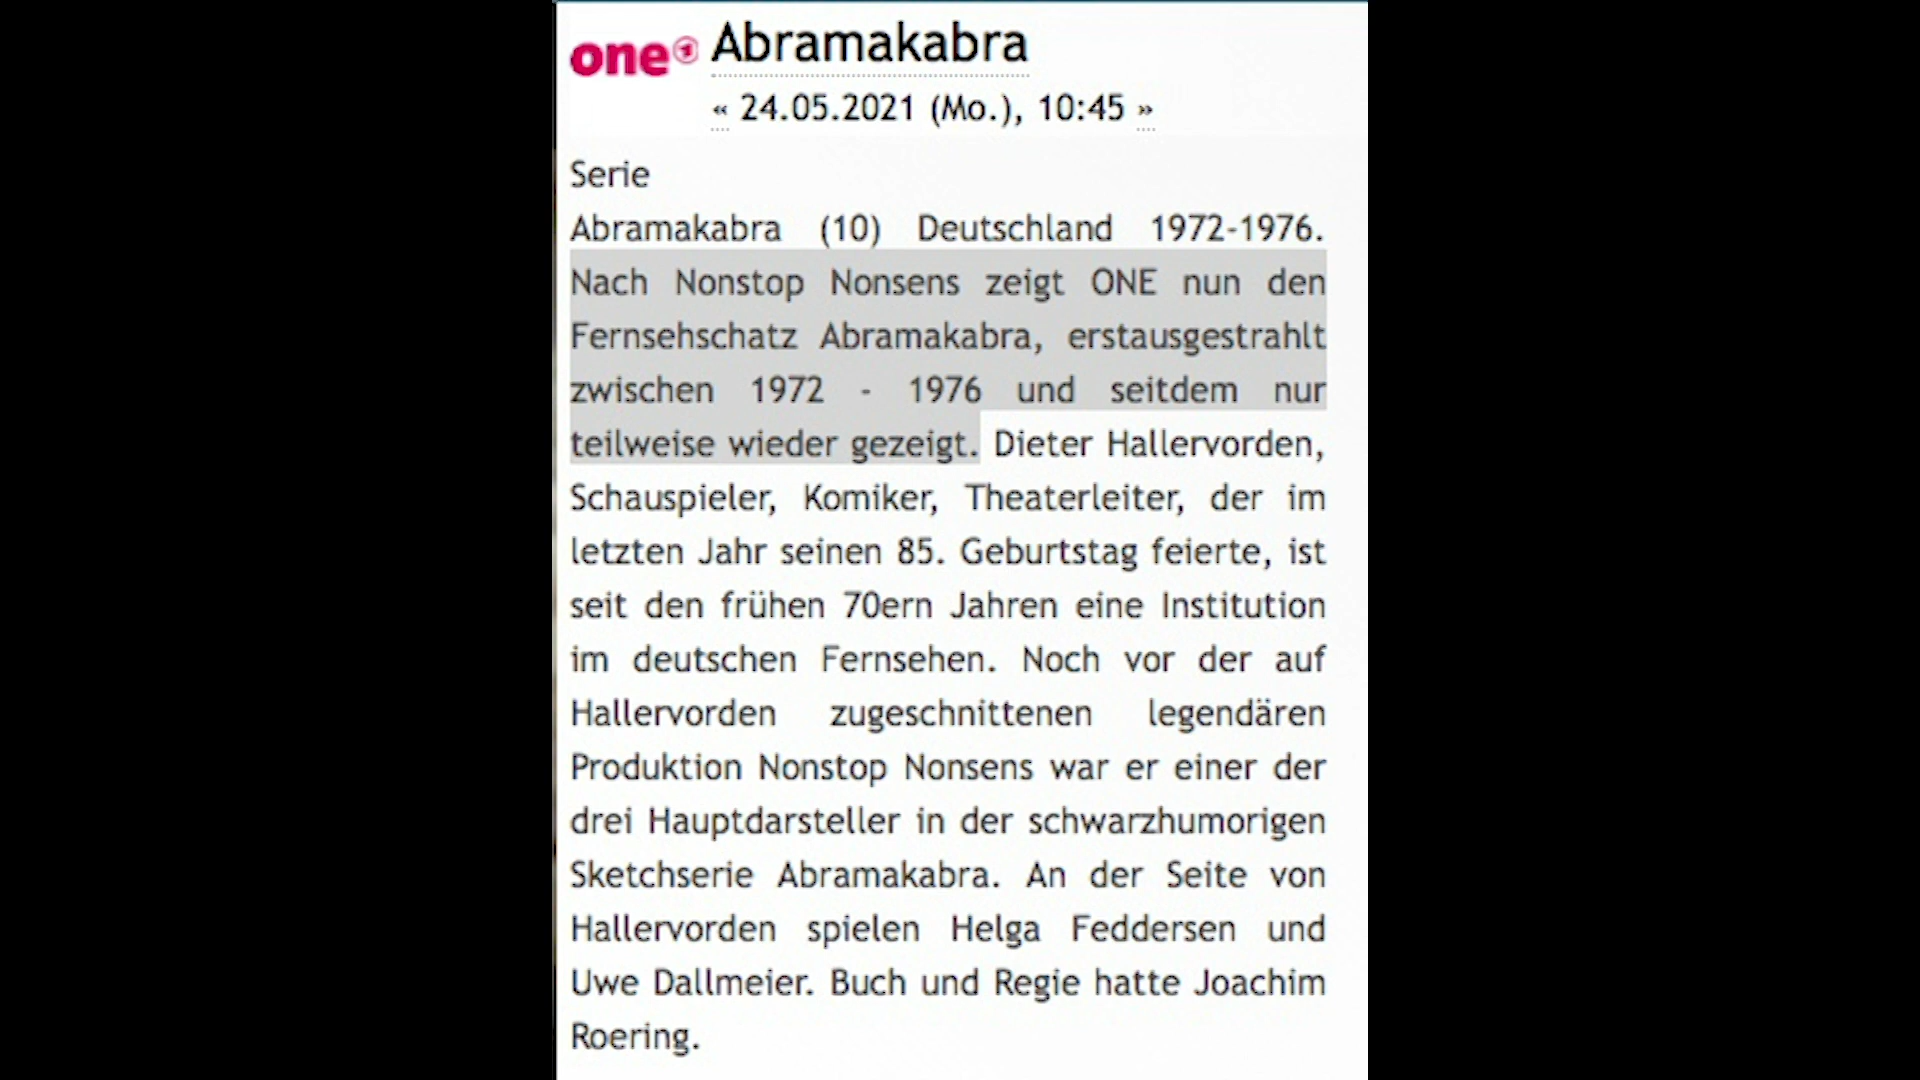 one Abramakabra
« 24.05.2021 (Mo.), 10:45 »
Serie
Abramakabra (10) Deutschland 1972-1976.
Nach Nonstop Nonsens zeigt ONE nun den
Fernsehschatz Abramakabra, erstausgestrahlt
zwischen 1972 - 1976 und seitdem nur
teilweise wieder gezeigt. Dieter Hallervorden,
Schauspieler, Komiker, Theaterleiter, der im
letzten Jahr seinen 85. Geburtstag feierte, ist
seit den frühen 70ern Jahren eine Institution
im deutschen Fernsehen. Noch vor der auf
Hallervorden zugeschnittenen legendären
Produktion Nonstop Nonsens war er einer der
drei Hauptdarsteller in der schwarzhumorigen
Sketchserie Abramakabra. An der Seite von
Hallervorden spielen Helga Feddersen und
Uwe Dallmeier. Buch und Regie hatte Joachim
Roering.